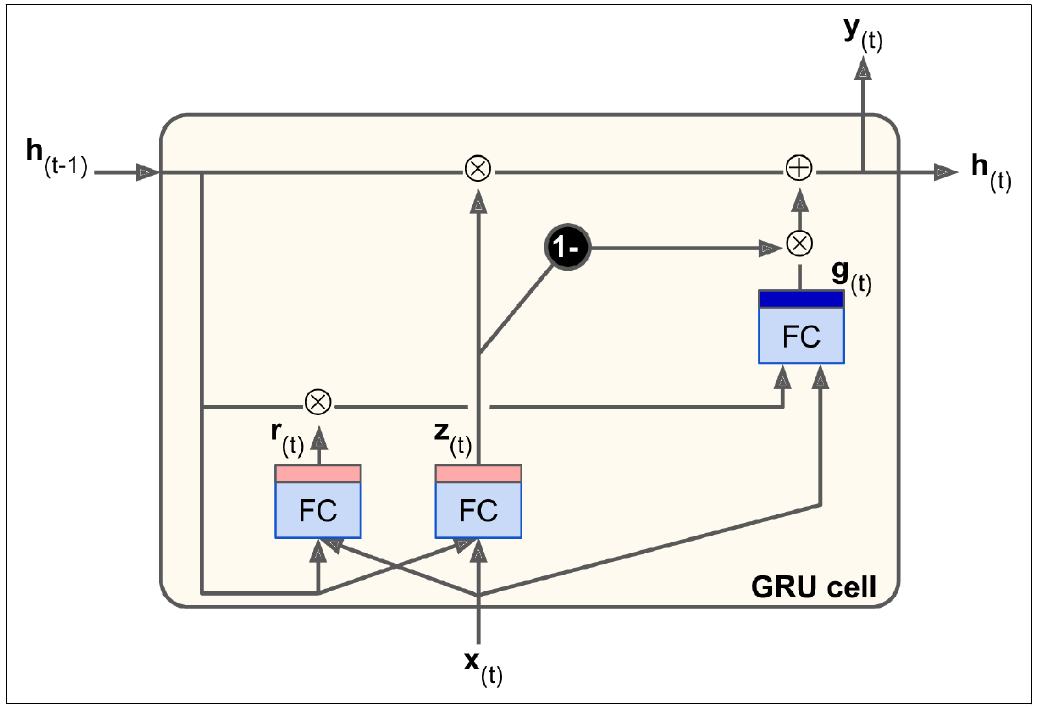 y(t)
h(t-1)
h(t)
1-
g(t)
FC
r(t)
z(t)
FC
FC
GRU cell
x(t)